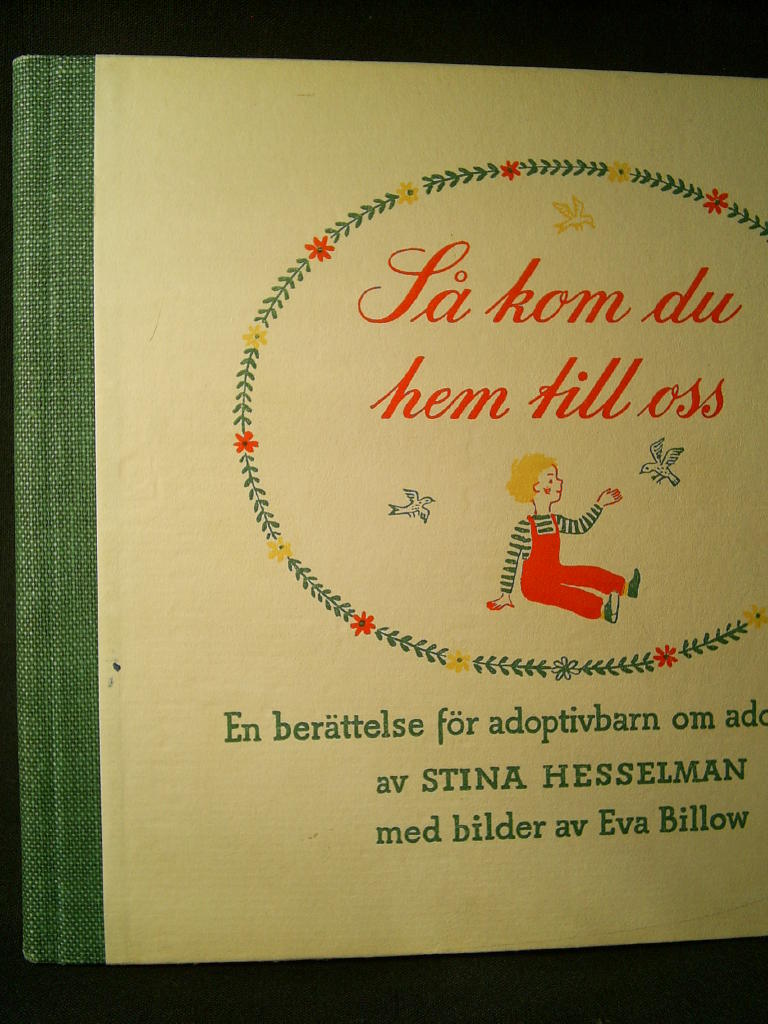 Så kom du
hem till oss
En berättelse för adoptivbarn om
av STINA HESSELMAN
med bilder av Eva Billow